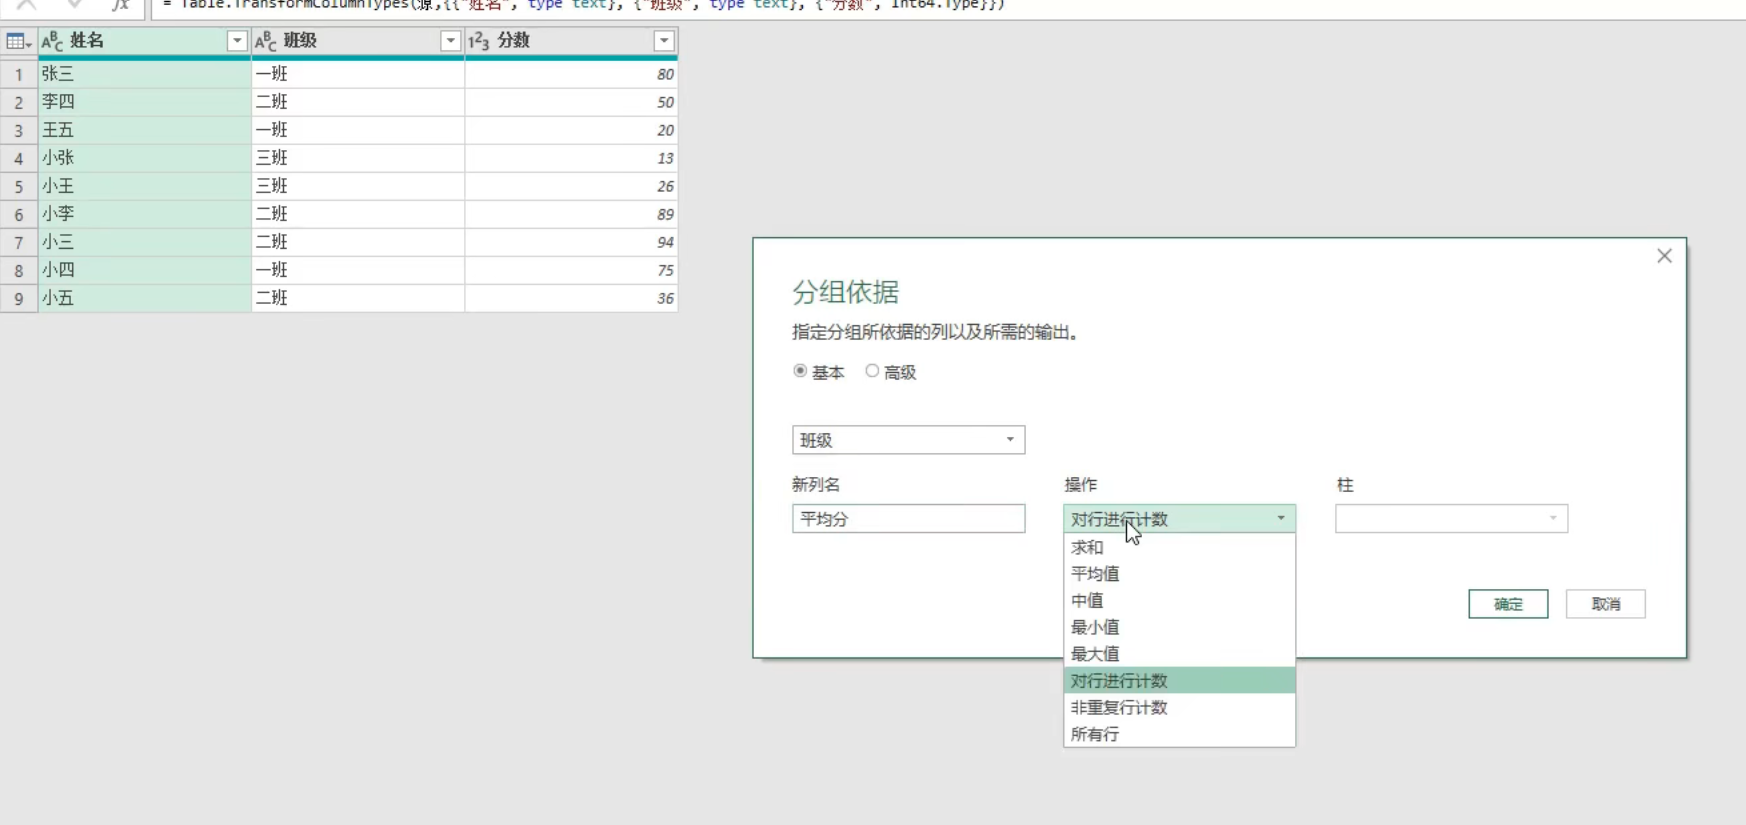 fx = Table.TransformColumnTypes(源,{{"姓名", type text}, {"班级", type text}, {"分数", Int64.Type}})
ABC 姓名 ABC 班级 123 分数
1 张三 一班 80
2 李四 二班 50
3 王五 一班 20
4 小张 三班 13
5 小王 三班 26
6 小李 二班 89
7 小三 二班 94
8 小四 一班 75
9 小五 二班 36
分组依据
指定分组所依据的列以及所需的输出。
基本 高级
班级
新列名 操作 柱
平均分 对行进行计数
求和
平均值
中值
最小值
最大值
对行进行计数
非重复行计数
所有行
确定 取消